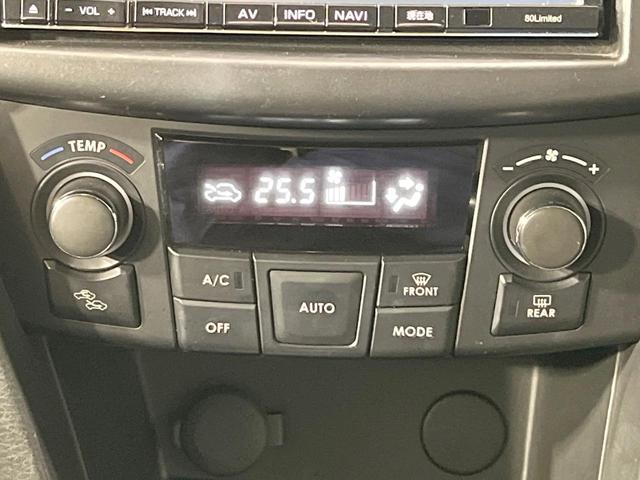 - VOL + TRACK AV INFO NAVI 現在地
80Limited
TEMP
25.5
- +
A/C AUTO FRONT
OFF MODE REAR